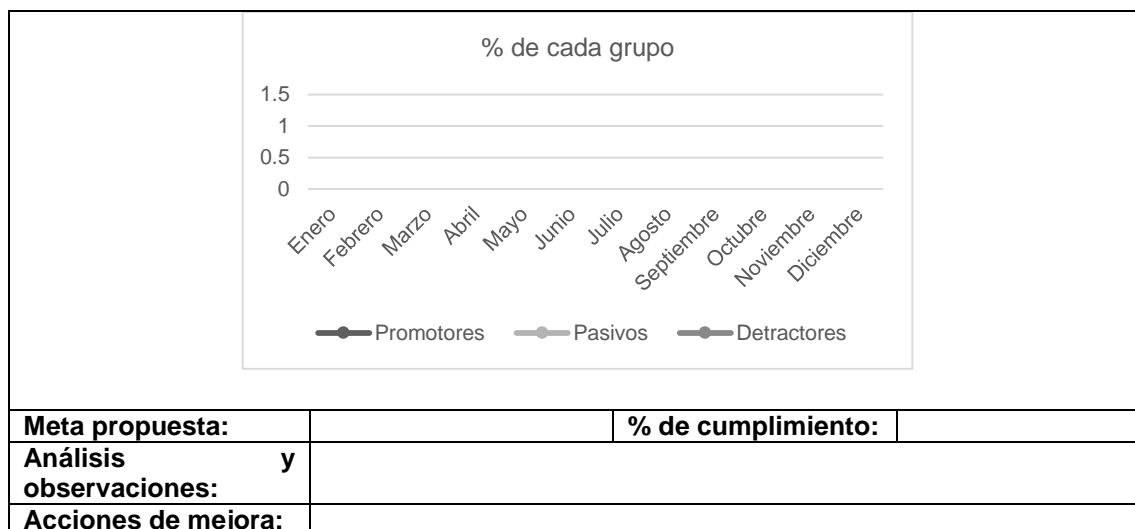 % de cada grupo
1.5
1
0.5
0
Enero Febrero Marzo Abril Mayo Junio Julio Agosto Septiembre Octubre Noviembre Diciembre
Promotores Pasivos Detractores
Meta propuesta: % de cumplimiento:
Análisis y
observaciones:
Acciones de mejora: